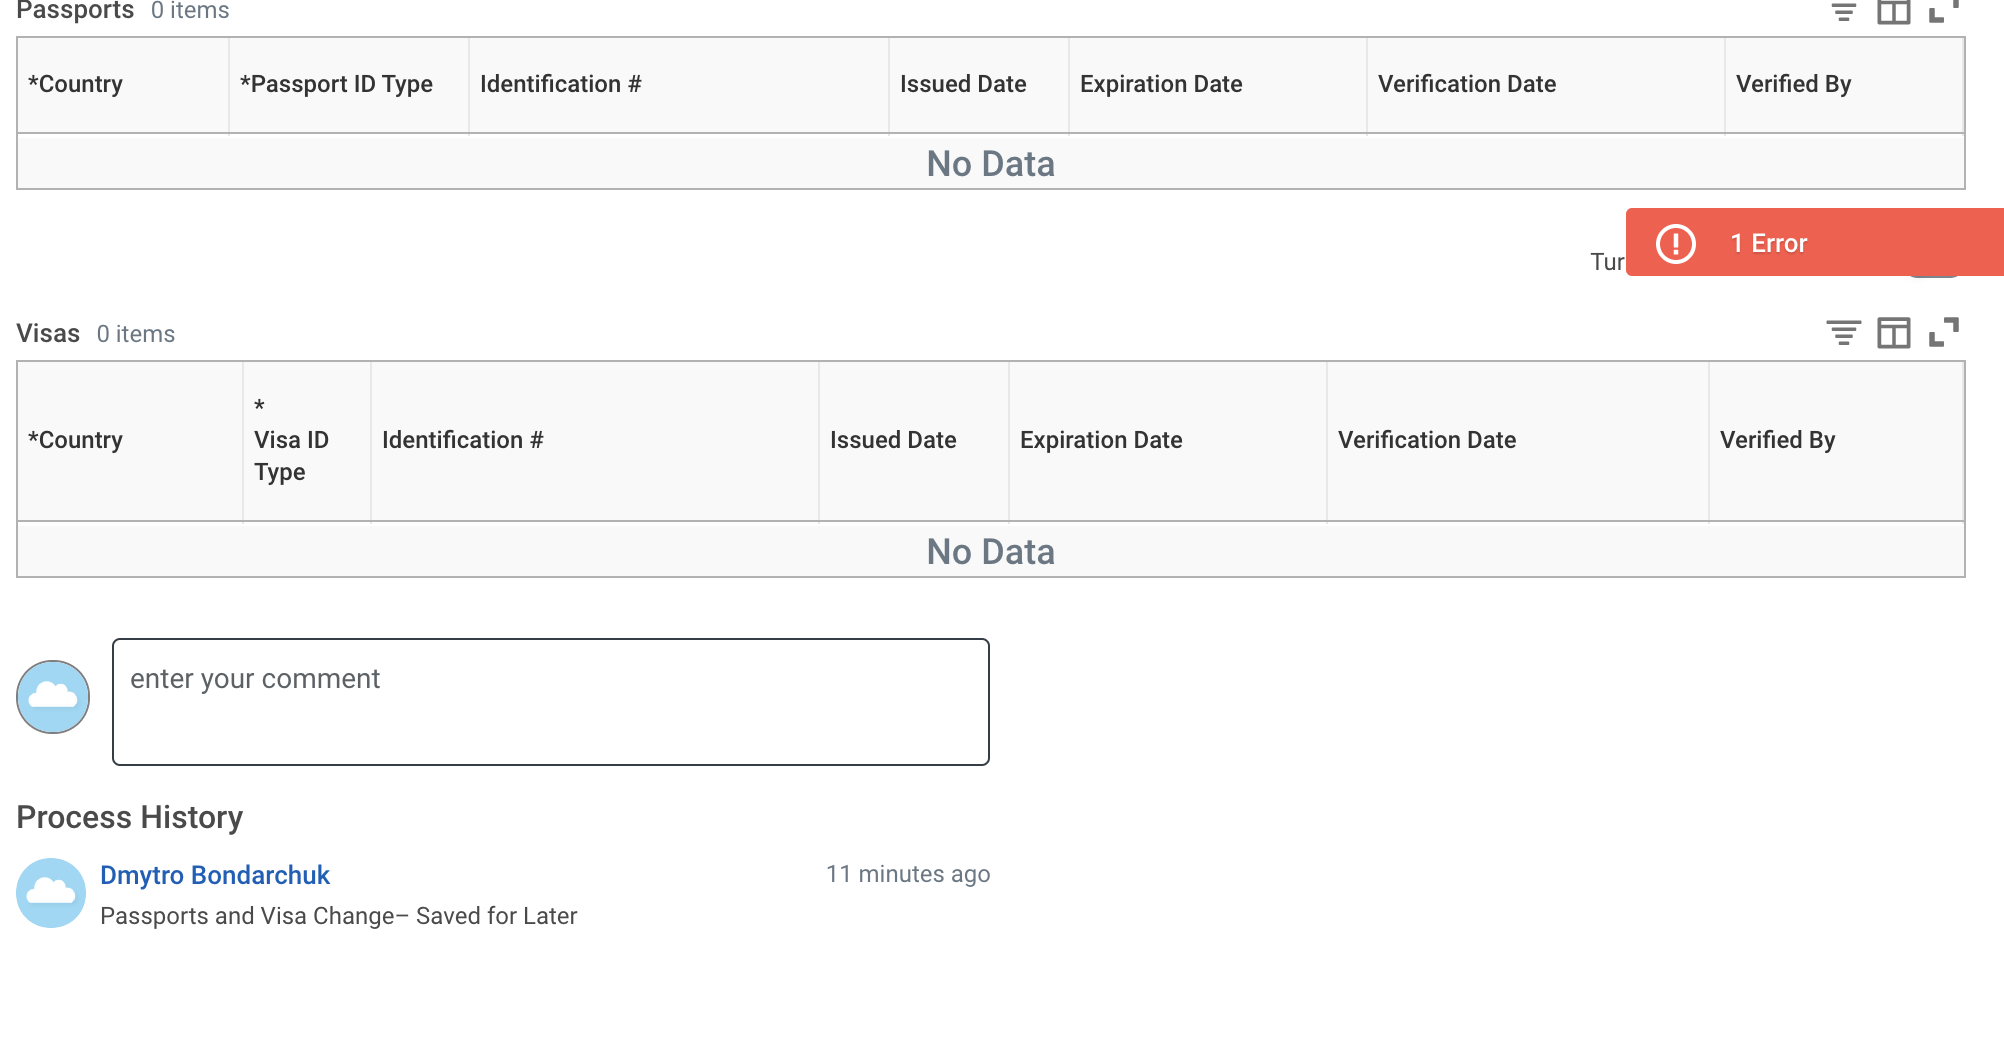 Passports 0 items
*Country *Passport ID Type Identification # Issued Date Expiration Date Verification Date Verified By
No Data
1 Error
Tur
Visas 0 items
*Country * Visa ID Type Identification # Issued Date Expiration Date Verification Date Verified By
No Data
enter your comment
Process History
Dmytro Bondarchuk 11 minutes ago
Passports and Visa Change– Saved for Later